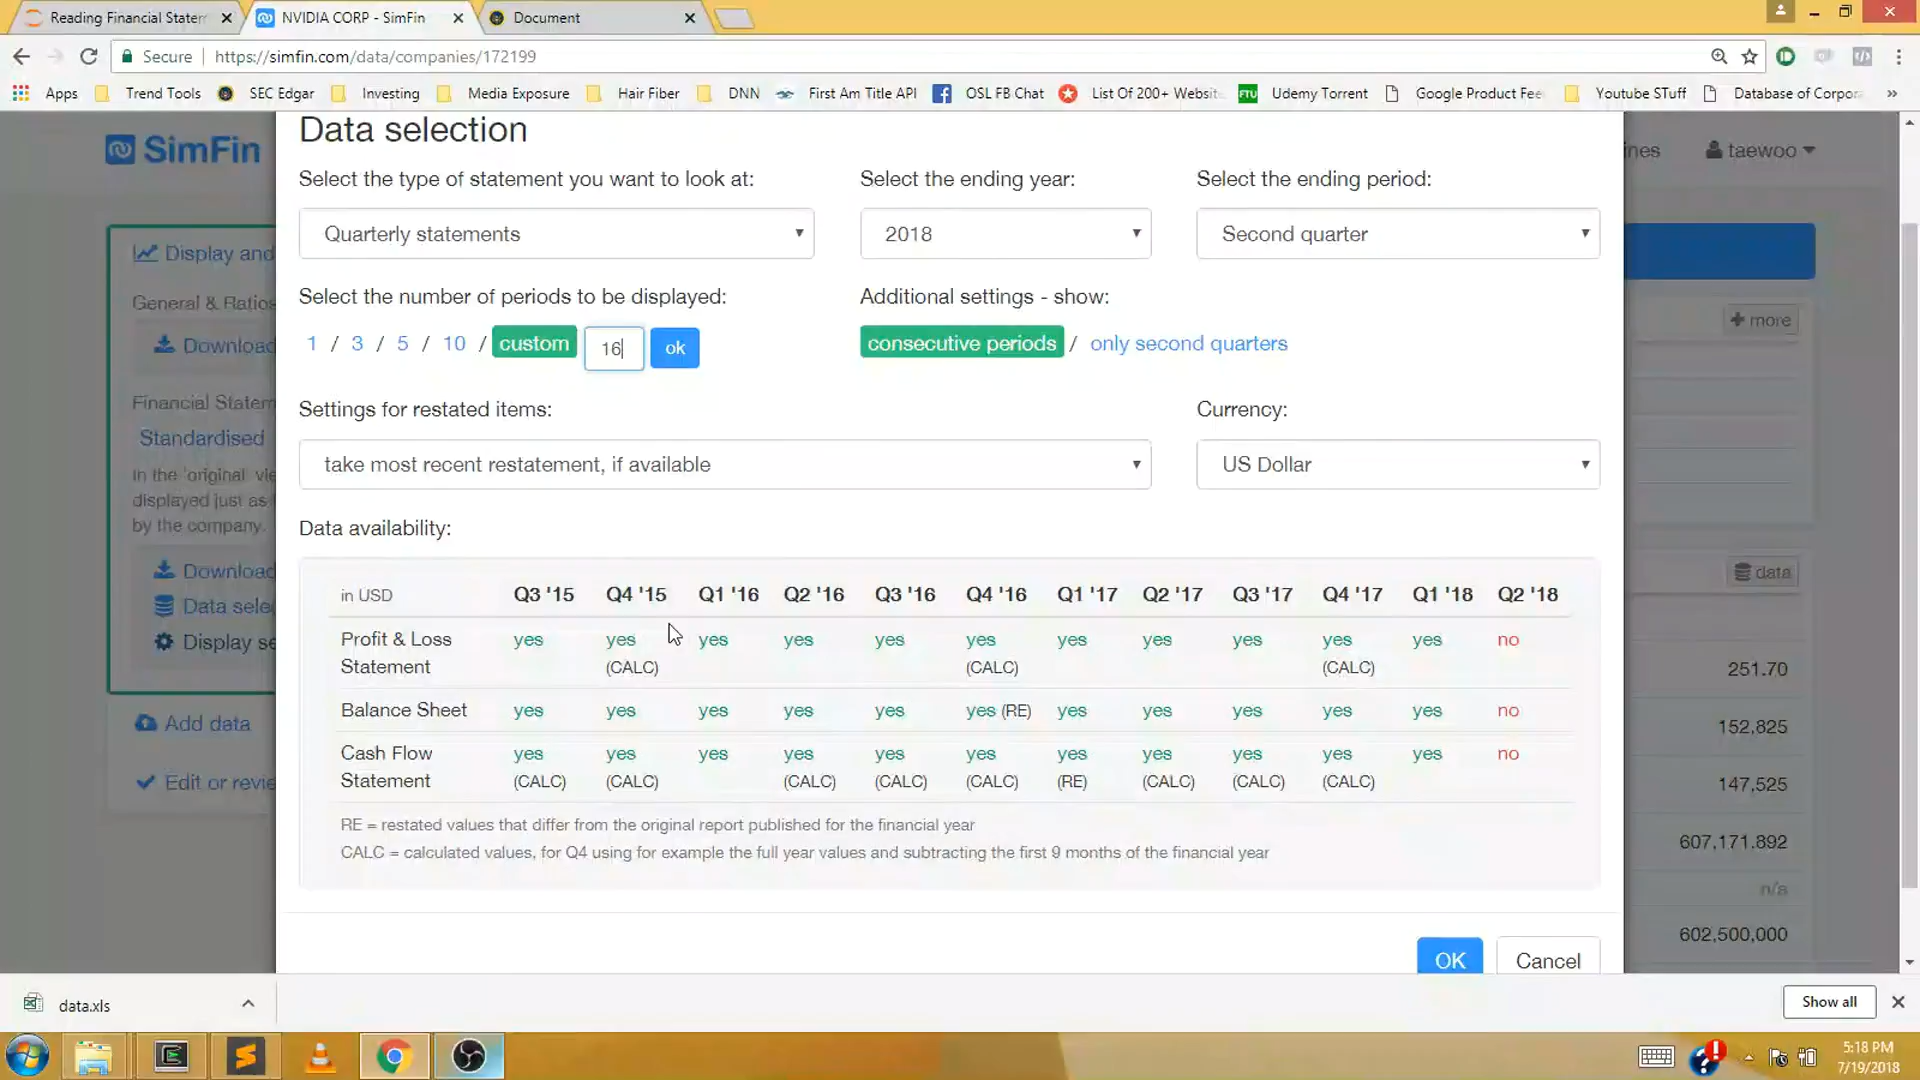 Reading Financial Statem
NVIDIA CORP - SimFin
Document
Secure
https://simfin.com/data/companies/172199
Apps
Trend Tools
SEC Edgar
Investing
Media Exposure
Hair Fiber
DNN
First Am Title API
OSL FB Chat
List Of 200+ Website
FTU
Udemy Torrent
Google Product Fee
Youtube STuff
Database of Corpora
»
SimFin
ines
taewoo
Data selection
Select the type of statement you want to look at:
Select the ending year:
Select the ending period:
Quarterly statements
2018
Second quarter
Select the number of periods to be displayed:
Additional settings - show:
1 / 3 / 5 / 10 / custom 16 ok
consecutive periods / only second quarters
Settings for restated items:
Currency:
take most recent restatement, if available
US Dollar
Data availability:
in USD Q3 '15 Q4 '15 Q1 '16 Q2 '16 Q3 '16 Q4 '16 Q1 '17 Q2 '17 Q3 '17 Q4 '17 Q1 '18 Q2 '18
Profit & Loss yes yes yes yes yes yes yes yes yes yes yes no
Statement (CALC) (CALC) (CALC)
Balance Sheet yes yes yes yes yes yes (RE) yes yes yes yes yes no
Cash Flow yes yes yes yes yes yes yes yes yes yes yes no
Statement (CALC) (CALC) (CALC) (CALC) (CALC) (RE) (CALC) (CALC) (CALC)
RE = restated values that differ from the original report published for the financial year
CALC = calculated values, for Q4 using for example the full year values and subtracting the first 9 months of the financial year
OK
Cancel
Display and
General & Ratios
Download
Financial Statem
Standardised
In the 'original' vie
displayed just as
by the company.
Download
Data sele
Display se
Add data
Edit or revie
+ more
data
251.70
152,825
147,525
607,171.892
n/a
602,500,000
data.xls
Show all
5:18 PM
7/19/2018